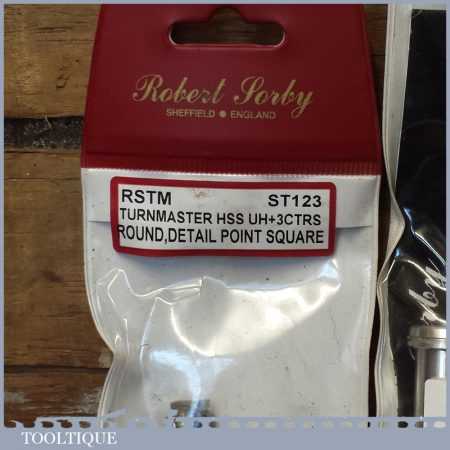 Robert Sorby
SHEFFIELD ● ENGLAND
RSTM ST123
TURNMASTER HSS UH+3CTRS
ROUND,DETAIL POINT SQUARE
TOOLTIQUE